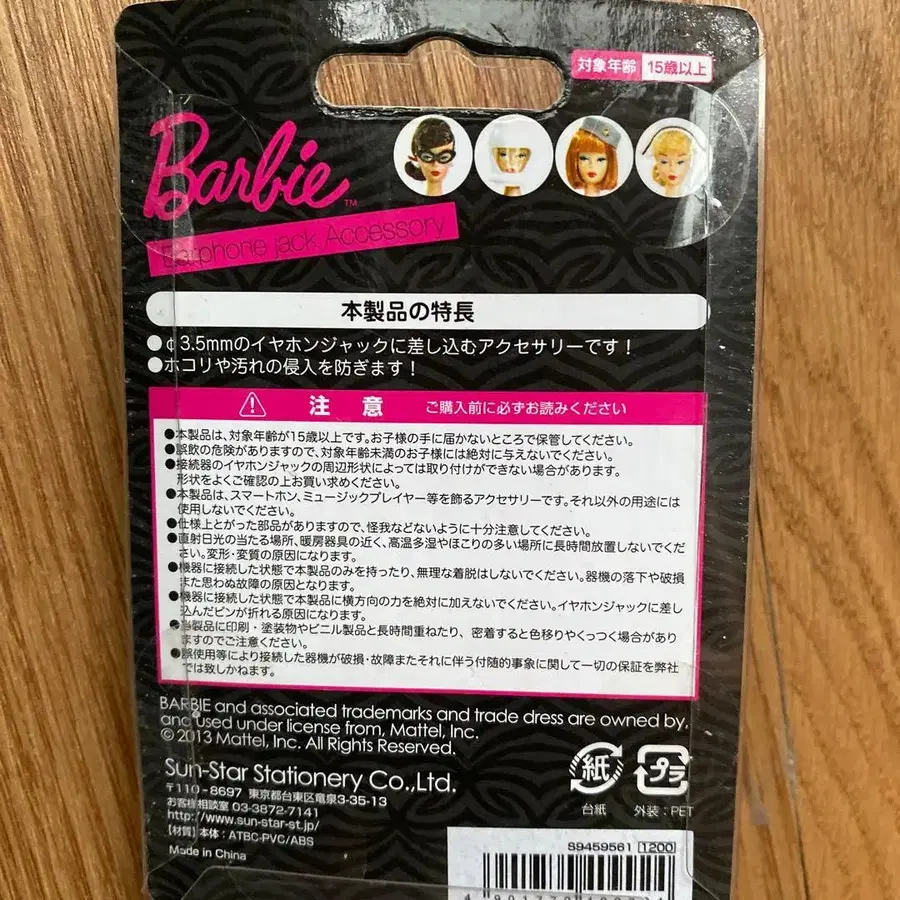 対象年齢 15歳以上
Barbie™
Earphone jack Accessory
本製品の特長
●¢3.5mmのイヤホンジャックに差し込むアクセサリーです！
●ホコリや汚れの侵入を防ぎます！
注意 ご購入前に必ずお読みください
●本製品は、対象年齢が15歳以上です。お子様の手に届かないところで保管してください。
●誤飲の危険がありますので、対象年齢未満のお子様には絶対に与えないでください。
●接続器のイヤホンジャックの周辺形状によっては取り付けができない場合があります。
形状をよくご確認の上お買い求めください。
●本製品は、スマートホン、ミュージックプレイヤー等を飾るアクセサリーです。それ以外の用途には
使用しないでください。
●仕様上とがった部品がありますので、怪我などないように十分注意してください。
●直射日光の当たる場所、暖房器具の近く、高温多湿やほこりの多い場所に長時間放置しないでくだ
さい。変形・変質の原因になります。
●機器に接続した状態で本製品のみを持ったり、無理な着脱はしないでください。器機の落下や破損
また思わぬ故障の原因となります。
●機器に接続した状態で本製品に横方向の力を絶対に加えないでください。イヤホンジャックに差し
込んだピンが折れる原因になります。
●当製品に印刷・塗装物やビニル製品と長時間重ねたり、密着すると色移りやくっつく場合があり
ますのでご注意ください。
●誤使用等により接続した器機が破損・故障またそれに伴う付随的事象に関して一切の保証を弊社
では致しかねます。
BARBIE and associated trademarks and trade dress are owned by,
and used under license from, Mattel, Inc.
© 2013 Mattel, Inc. All Rights Reserved.
Sun-Star Stationery Co.,Ltd.
〒110-8697 東京都台東区竜泉3-35-13
お客様相談室 03-3872-7141
http://www.sun-star-st.jp/
【材質】本体：ATBC-PVC/ABS
Made in China
紙 プラ
台紙 外装：PET
S9459561 1200